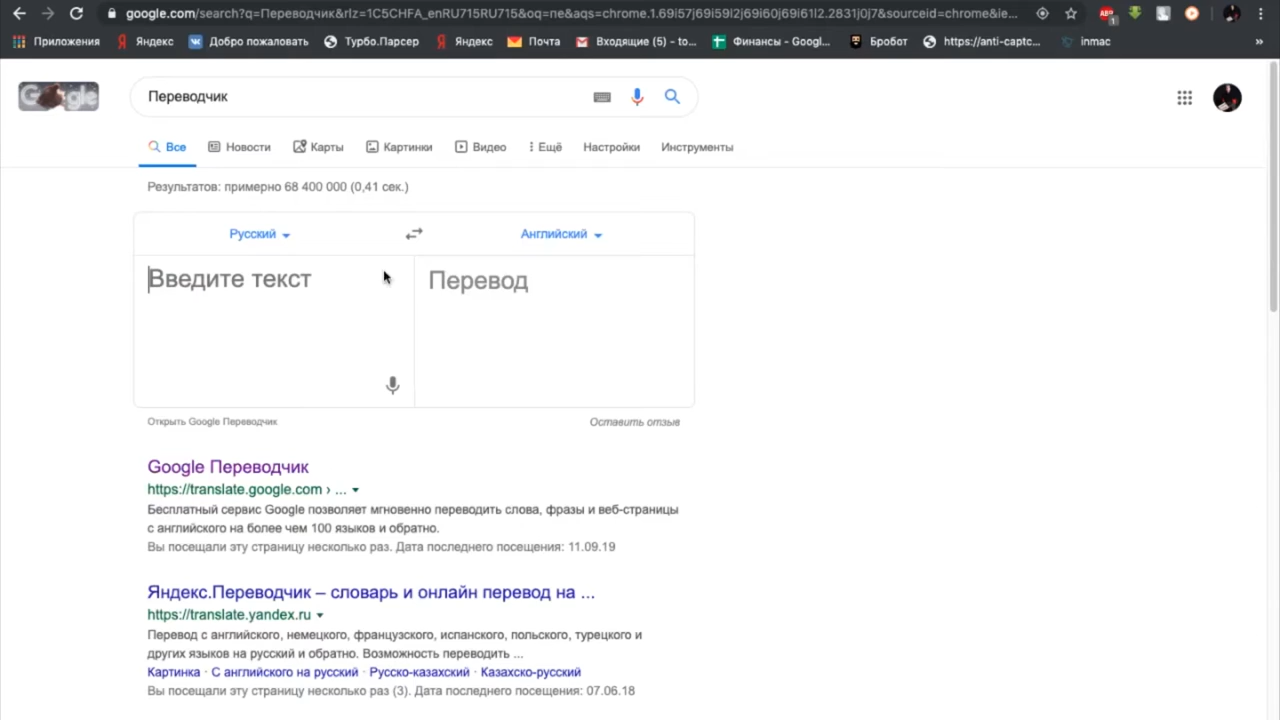 google.com/search?q=Переводчик&rlz=1C5CHFA_enRU715RU715&oq=пе&aqs=chrome.1.69i57j69i59l2j69i60j69i61l2.2831j0j7&sourceid=chrome&ie...
Приложения Яндекс Добро пожаловать Турбо.Парсер Яндекс Почта Входящие (5) - to... Финансы - Googl... Бробот https://anti-captc... inmac »
Google
Переводчик
Все Новости Карты Картинки Видео Ещё Настройки Инструменты
Результатов: примерно 68 400 000 (0,41 сек.)
Русский Английский
Введите текст Перевод
Открыть Google Переводчик Оставить отзыв
Google Переводчик
https://translate.google.com › ...
Бесплатный сервис Google позволяет мгновенно переводить слова, фразы и веб-страницы
с английского на более чем 100 языков и обратно.
Вы посещали эту страницу несколько раз. Дата последнего посещения: 11.09.19
Яндекс.Переводчик – словарь и онлайн перевод на ...
https://translate.yandex.ru
Перевод с английского, немецкого, французского, испанского, польского, турецкого и
других языков на русский и обратно. Возможность переводить ...
Картинка · С английского на русский · Русско-казахский · Казахско-русский
Вы посещали эту страницу несколько раз (3). Дата последнего посещения: 07.06.18